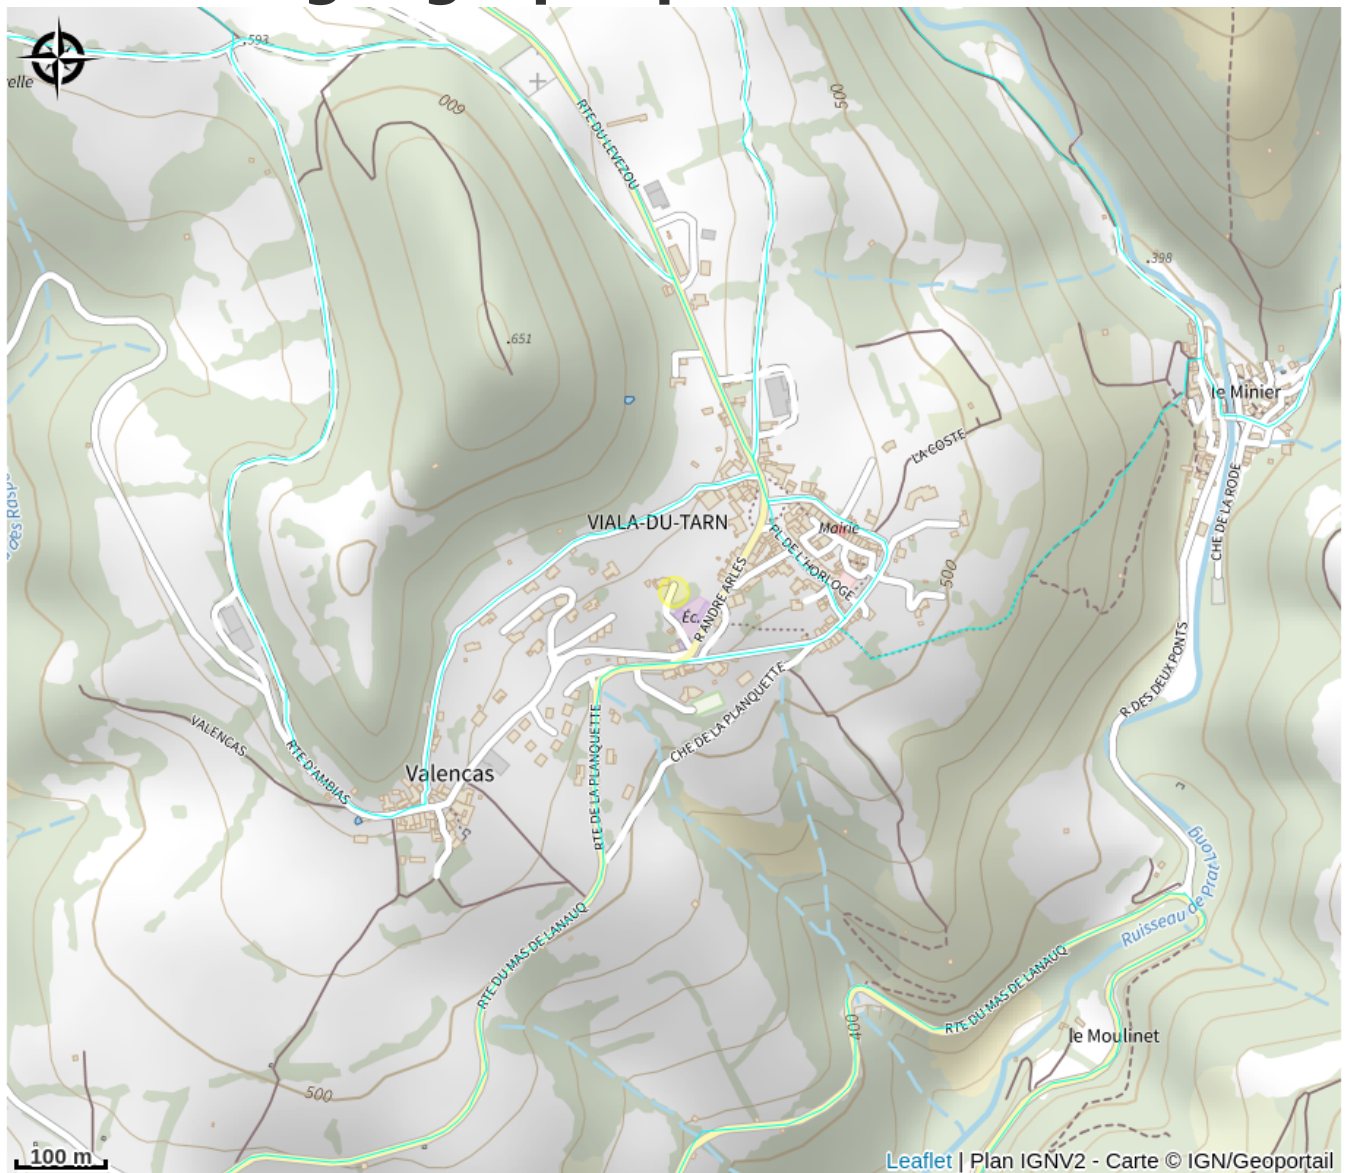 .593
elle
600
500
RTE DU LEVEZOU
.398
.651
le Minier
LA COSTE
VIALA-DU-TARN
Mairie
PL DE L'HORLOGE
CHE DE LA RODE
500
R ANDRE ARLES
Éc.
R DES DEUX PONTS
CHE DE LA PLANQUETTE
RTE DE LA PLANQUETTE
VALENCAS
RTE D'AMBIAS
Valencas
Ruisseau de Prat Long
RTE DU MAS DE LANAUQ
RTE DU MAS DE LANAUQ
400
le Moulinet
500
100 m
Leaflet | Plan IGNV2 - Carte © IGN/Geoportail